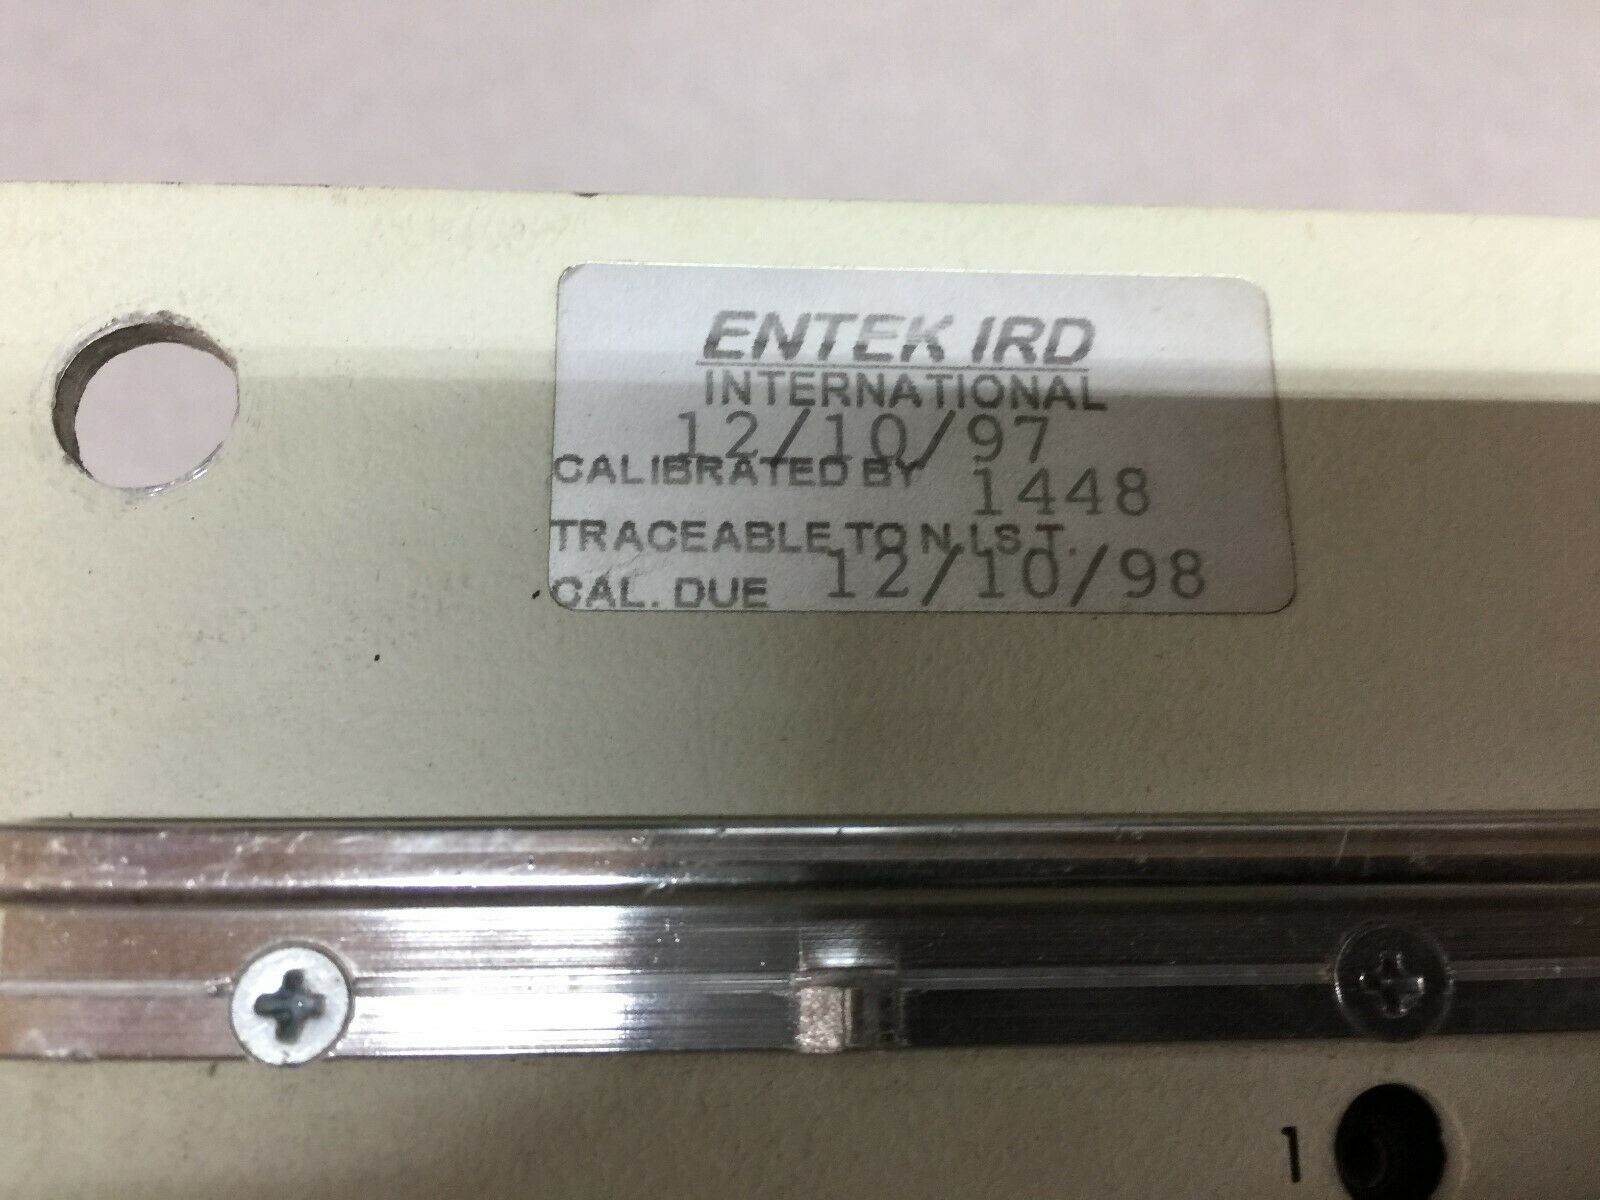 ENTEK IRD
INTERNATIONAL
12/10/97
CALIBRATED BY 1448
TRACEABLE TO N.I.S.T.
CAL. DUE 12/10/98
1